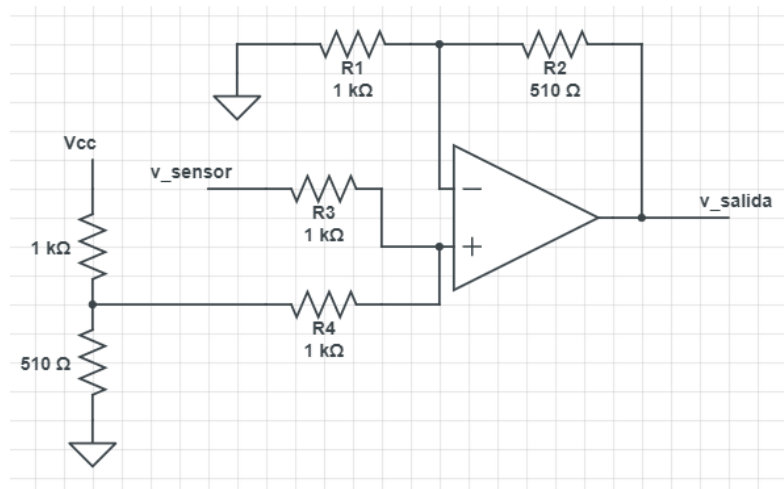 R1
1 kΩ
R2
510 Ω
Vcc
v_sensor
R3
1 kΩ
v_salida
1 kΩ
R4
1 kΩ
510 Ω